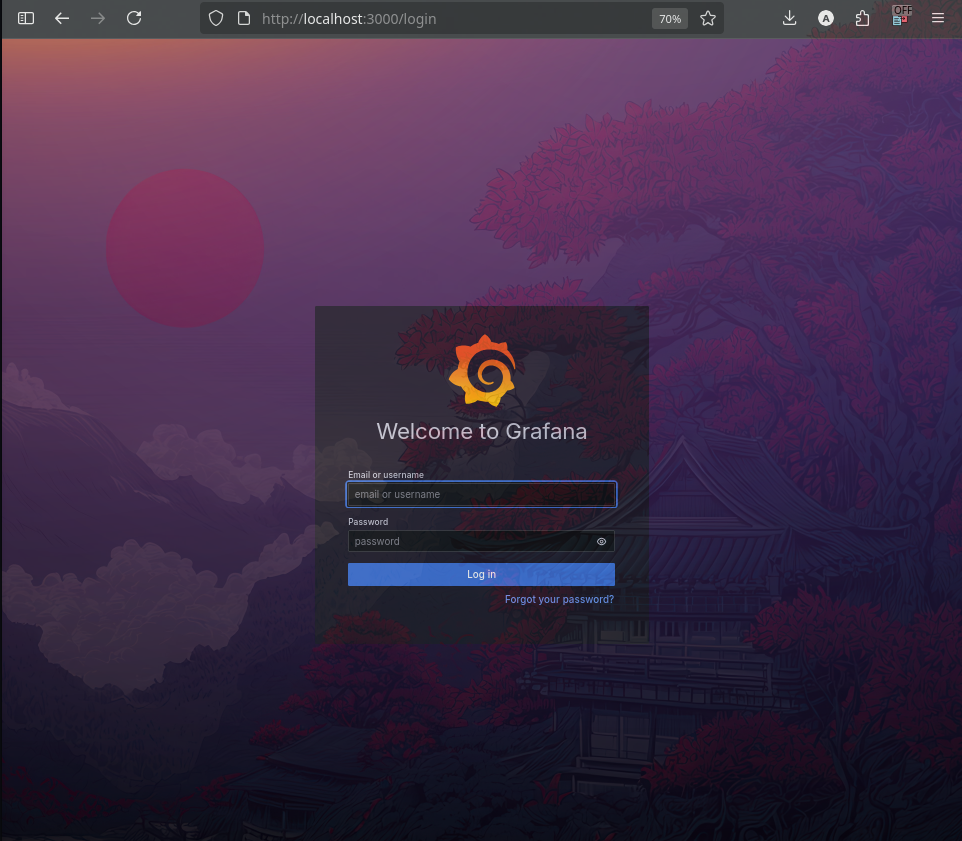 http://localhost:3000/login
70%
A
OFF
Welcome to Grafana
Email or username
email or username
Password
password
Log in
Forgot your password?